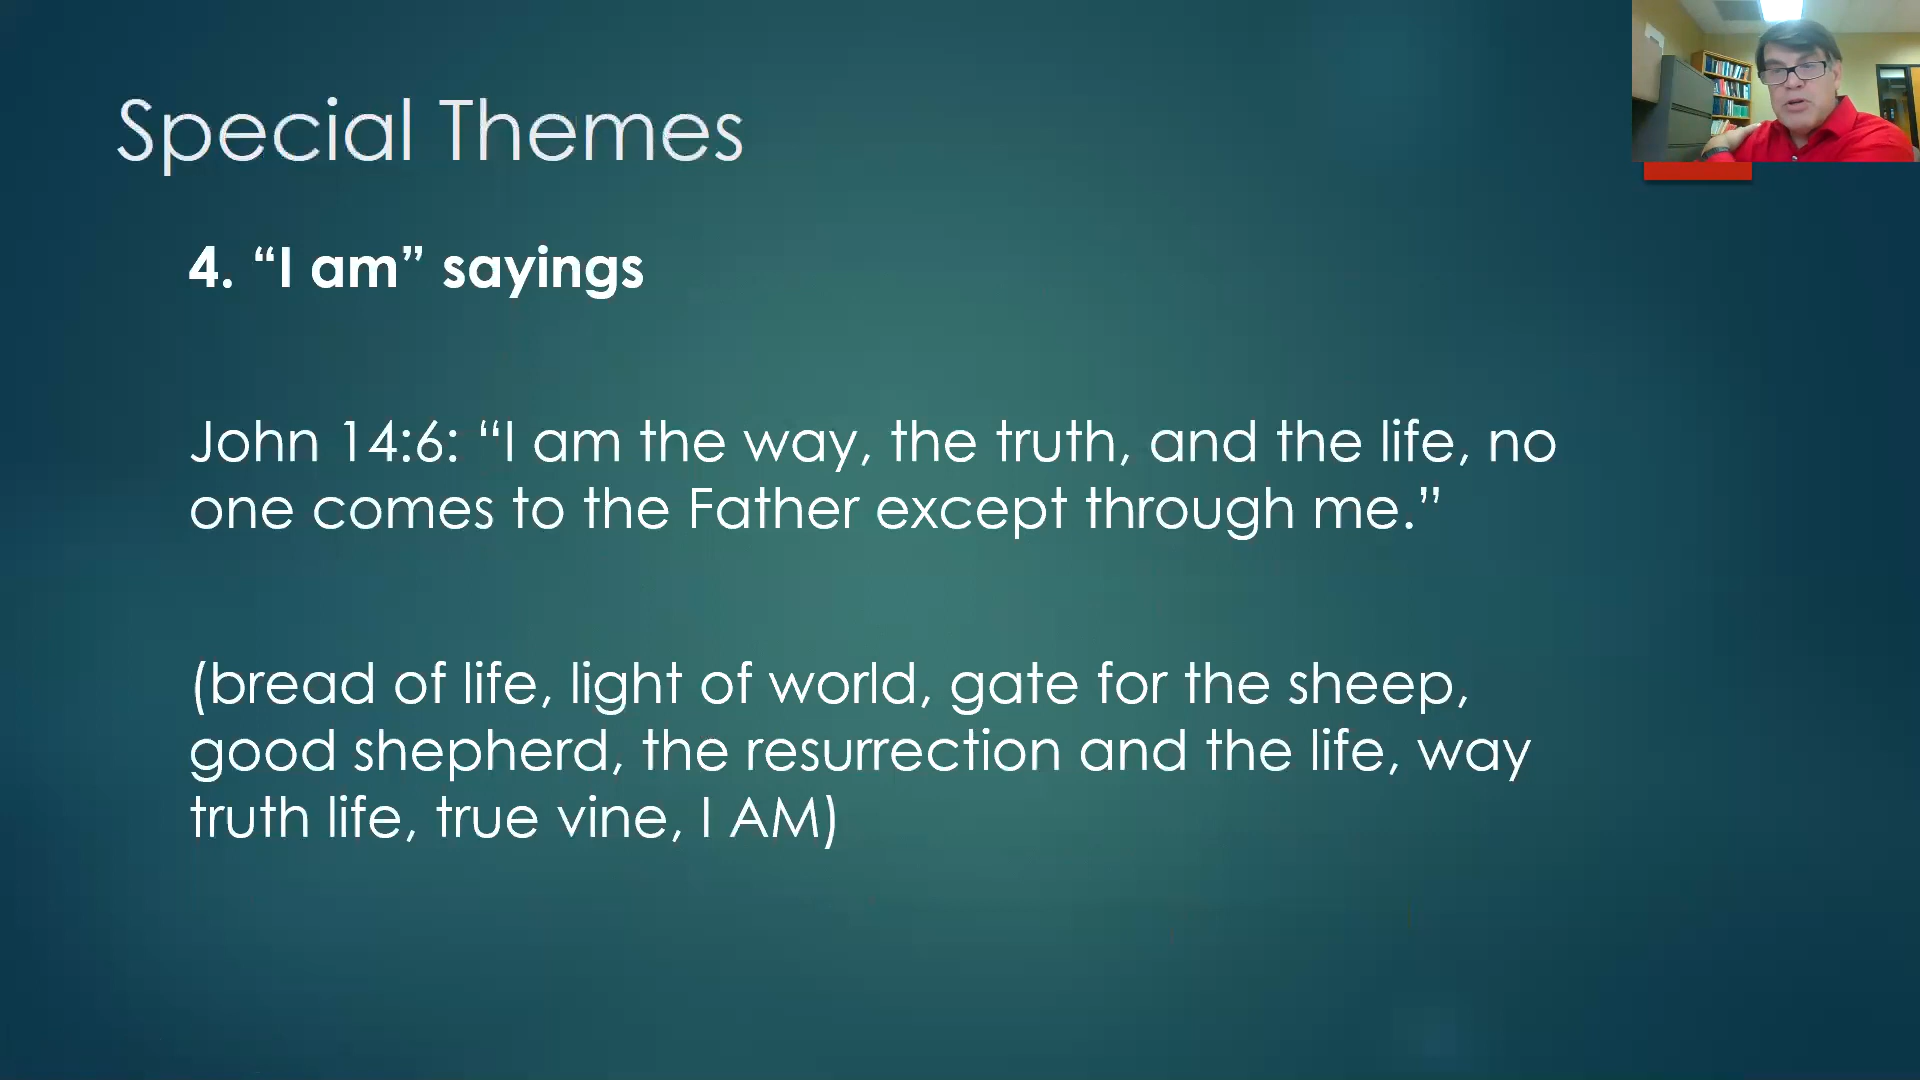 Special Themes
4. “I am” sayings
John 14:6: “I am the way, the truth, and the life, no
one comes to the Father except through me.”
(bread of life, light of world, gate for the sheep,
good shepherd, the resurrection and the life, way
truth life, true vine, I AM)